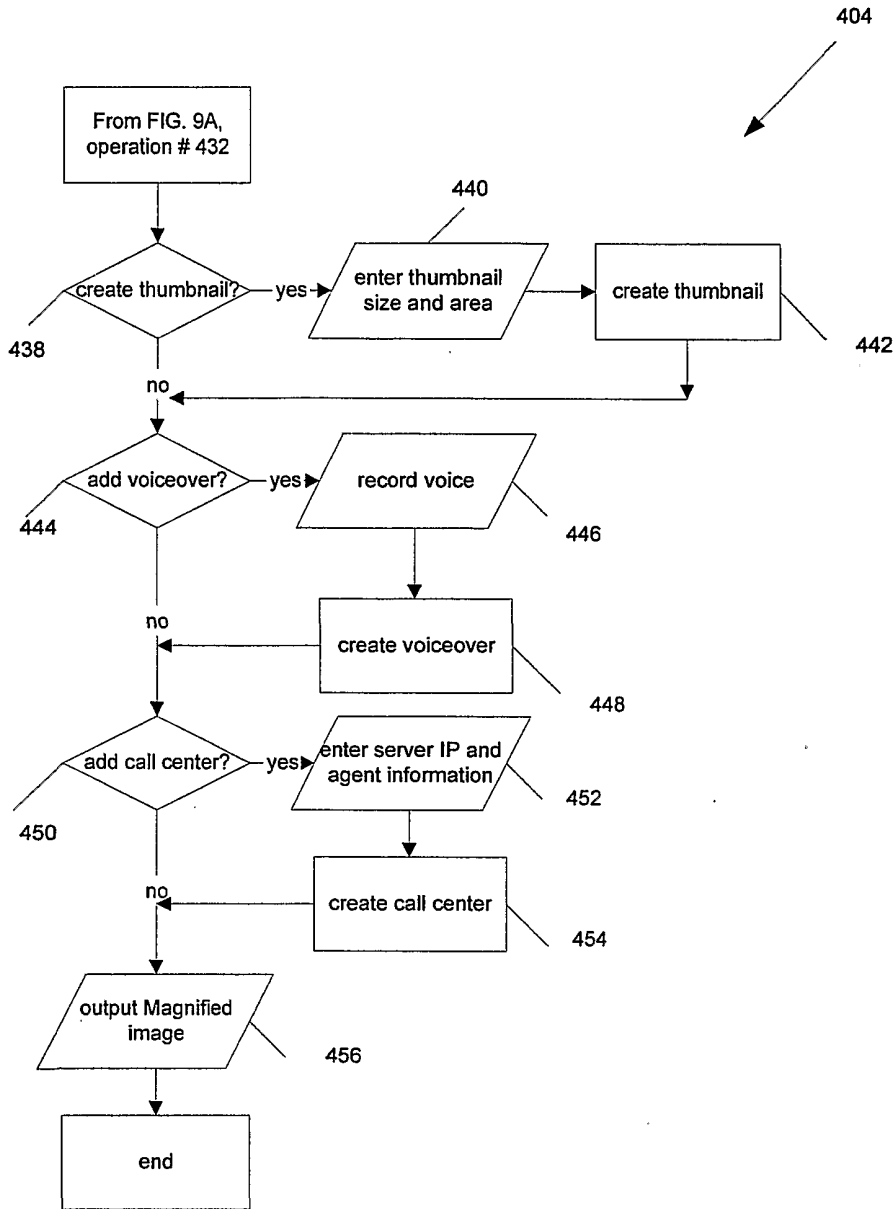 404
From FIG. 9A,
operation # 432
440
create thumbnail?
yes
enter thumbnail
size and area
create thumbnail
438
442
no
add voiceover?
yes
record voice
444
446
no
create voiceover
448
add call center?
yes
enter server IP and
agent information
452
450
no
create call center
454
output Magnified
image
456
end